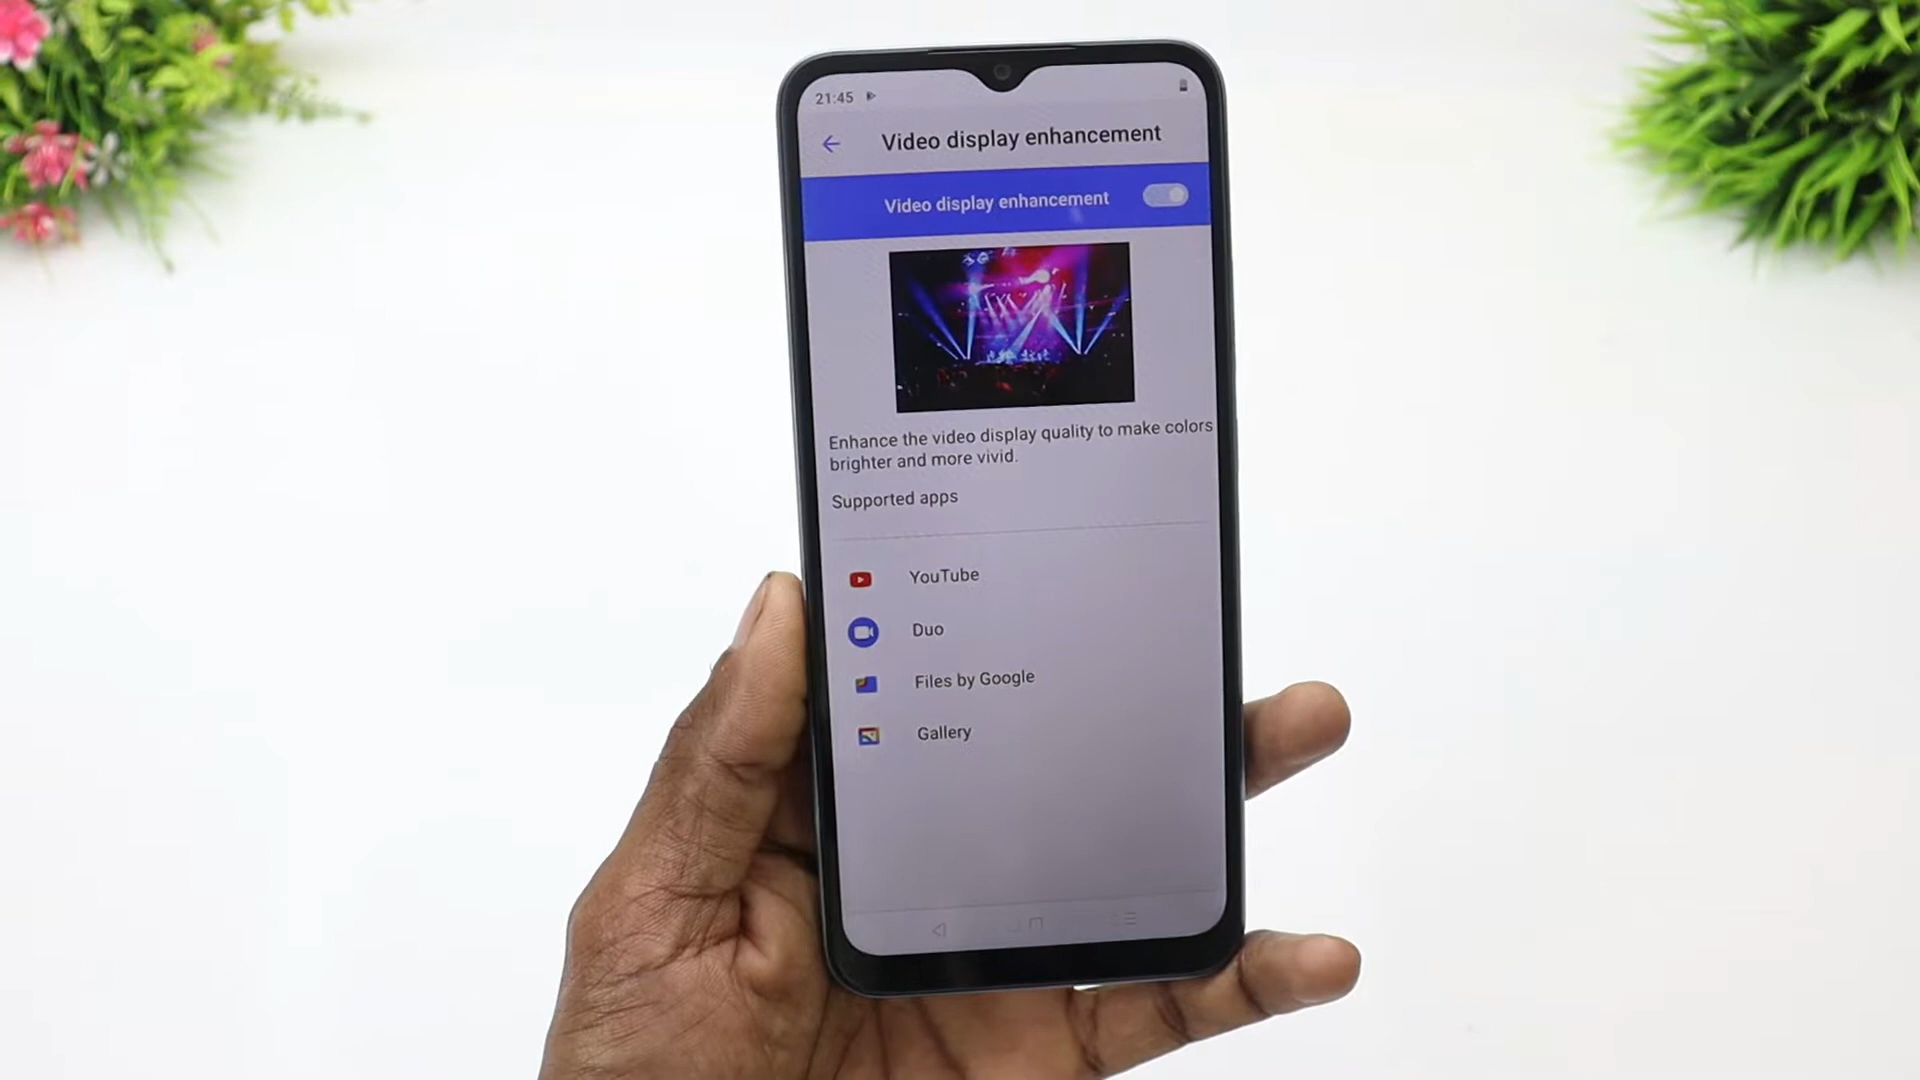 21:45
Video display enhancement
Video display enhancement
Enhance the video display quality to make colors
brighter and more vivid.
Supported apps
YouTube
Duo
Files by Google
Gallery